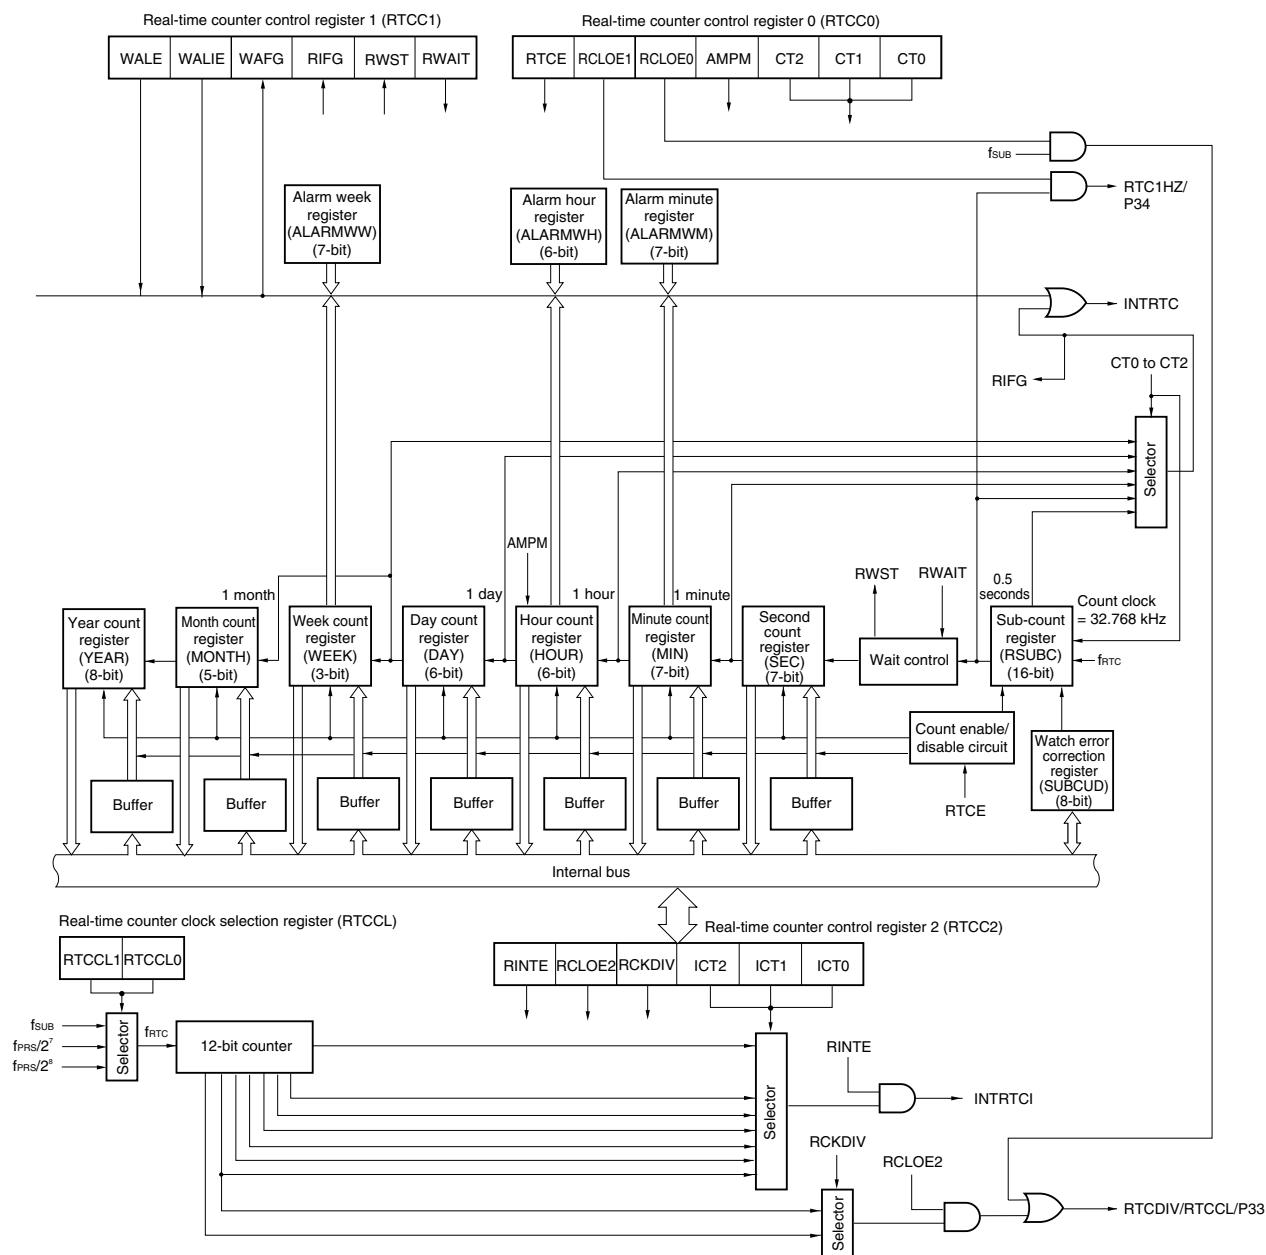 Real-time counter control register 1 (RTCC1)
WALE WALIE WAFG RIFG RWST RWAIT
Real-time counter control register 0 (RTCC0)
RTCE RCLOE1 RCLOE0 AMPM CT2 CT1 CT0
fSUB
RTC1HZ/
P34
Alarm week
register
(ALARMWW)
(7-bit)
Alarm hour
register
(ALARMWH)
(6-bit)
Alarm minute
register
(ALARMWM)
(7-bit)
INTRTC
RIFG
CT0 to CT2
Selector
AMPM
RWST
RWAIT
0.5
seconds
Count clock
= 32.768 kHz
fRTC
1 month
1 day
1 hour
1 minute
Year count
register
(YEAR)
(8-bit)
Month count
register
(MONTH)
(5-bit)
Week count
register
(WEEK)
(3-bit)
Day count
register
(DAY)
(6-bit)
Hour count
register
(HOUR)
(6-bit)
Minute count
register
(MIN)
(7-bit)
Second
count
register
(SEC)
(7-bit)
Wait control
Sub-count
register
(RSUBC)
(16-bit)
Count enable/
disable circuit
RTCE
Watch error
correction
register
(SUBCUD)
(8-bit)
Buffer
Buffer
Buffer
Buffer
Buffer
Buffer
Buffer
Internal bus
Real-time counter clock selection register (RTCCL)
RTCCL1 RTCCL0
Real-time counter control register 2 (RTCC2)
RINTE RCLOE2 RCKDIV ICT2 ICT1 ICT0
fSUB
fPRS/2⁷
fPRS/2⁸
Selector
fRTC
12-bit counter
Selector
RINTE
INTRTCI
RCKDIV
Selector
RCLOE2
RTCDIV/RTCCL/P33